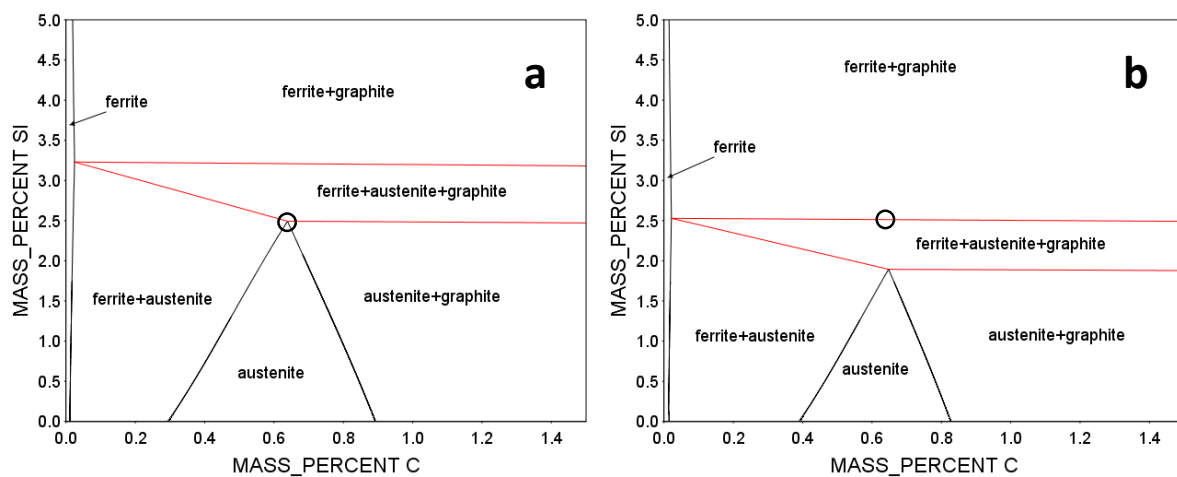 a
5.0
4.5
4.0
3.5
3.0
2.5
2.0
1.5
1.0
0.5
0.0
MASS_PERCENT SI
ferrite+graphite
ferrite
ferrite+austenite+graphite
ferrite+austenite
austenite+graphite
austenite
0.0 0.2 0.4 0.6 0.8 1.0 1.2 1.4
MASS_PERCENT C
b
5.0
4.5
4.0
3.5
3.0
2.5
2.0
1.5
1.0
0.5
0.0
MASS_PERCENT SI
ferrite+graphite
ferrite
ferrite+austenite+graphite
ferrite+austenite
austenite+graphite
austenite
0.0 0.2 0.4 0.6 0.8 1.0 1.2 1.4
MASS_PERCENT C